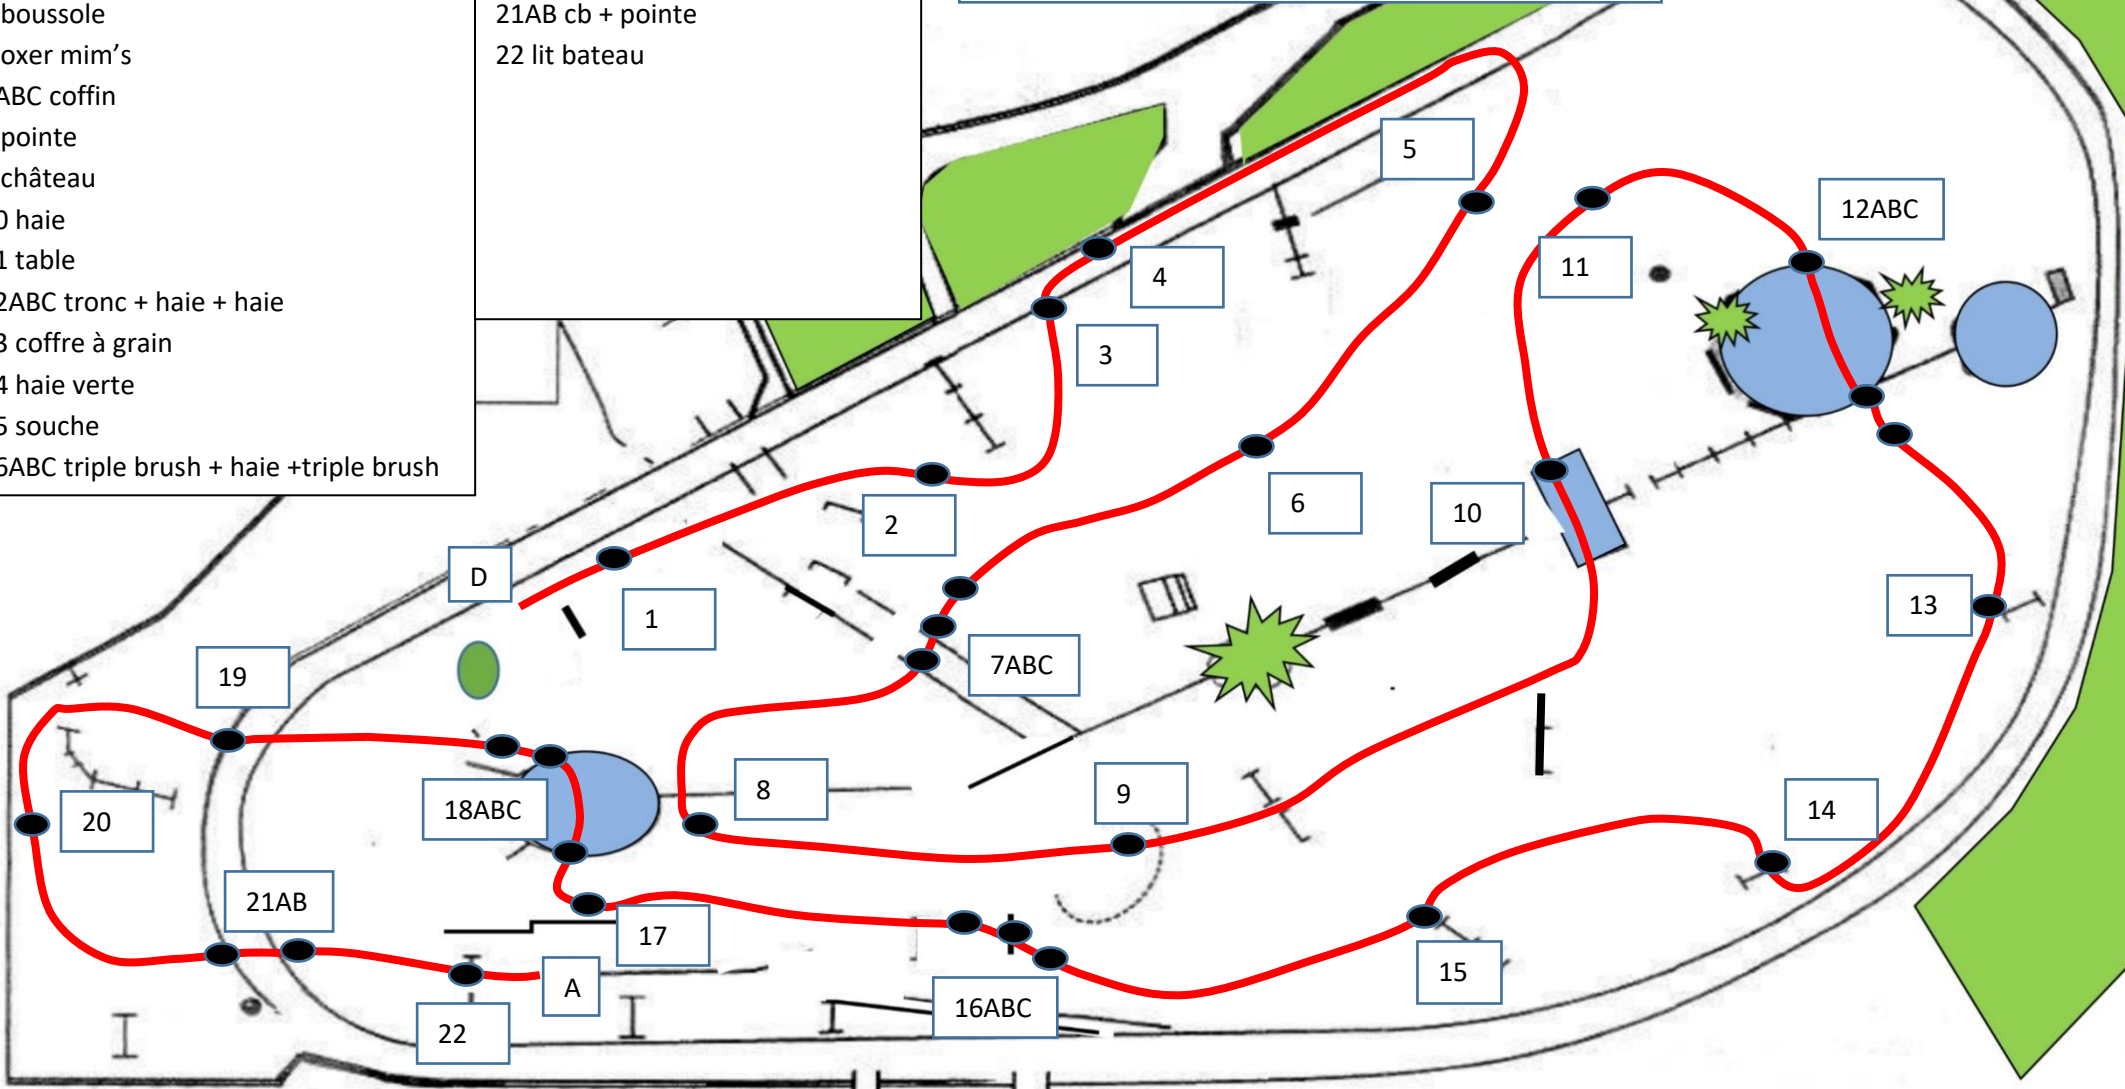 boussole
oxer mim's
ABC coffin
pointe
château
0 haie
1 table
2ABC tronc + haie + haie
3 coffre à grain
4 haie verte
5 souche
6ABC triple brush + haie +triple brush
21AB cb + pointe
22 lit bateau
5
12ABC
11
4
3
6
10
2
D
1
13
7ABC
19
8
9
14
18ABC
20
21AB
17
15
A
16ABC
22